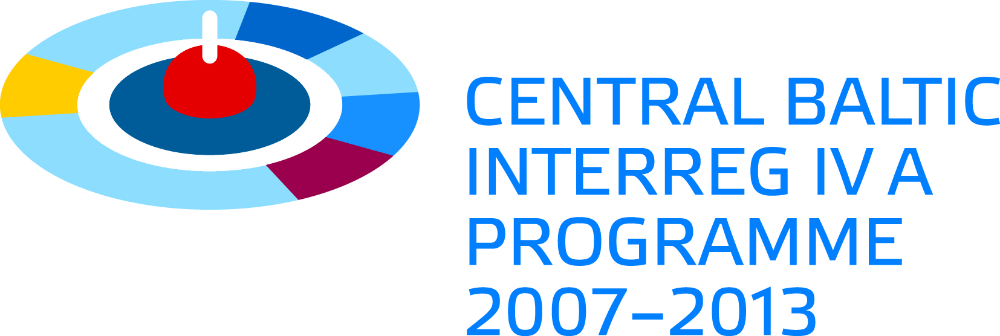 CENTRAL BALTIC
INTERREG IV A
PROGRAMME
2007–2013